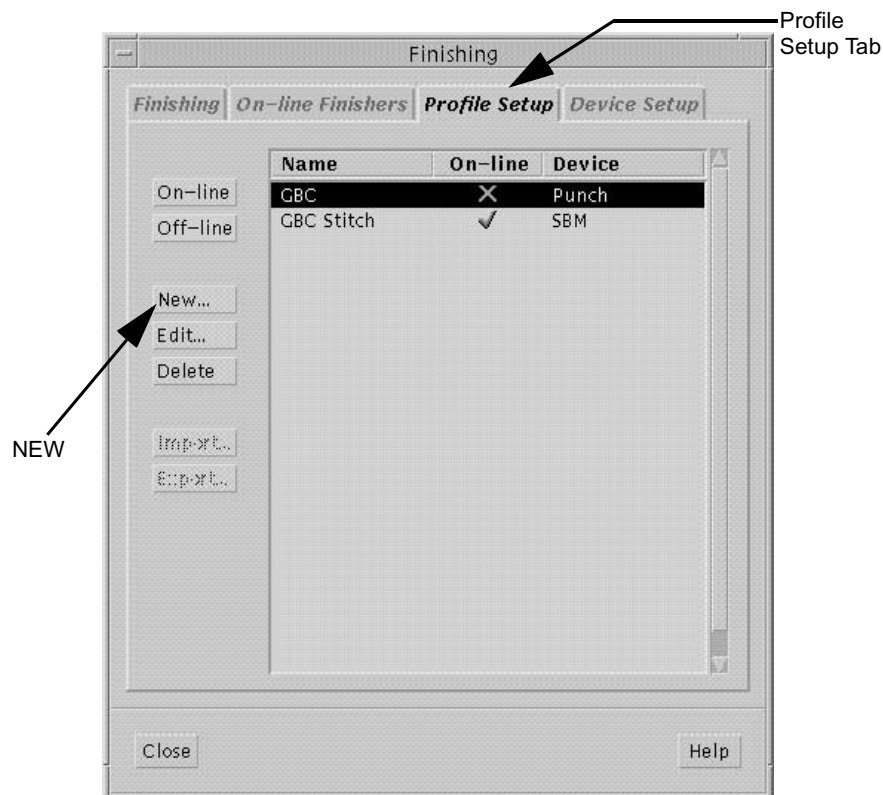 Profile
Setup Tab
Finishing
Finishing On-line Finishers Profile Setup Device Setup
Name On-line Device
On-line
GBC Punch
Off-line
GBC Stitch SBM
New...
Edit...
Delete
NEW
Import..
Export..
Close Help